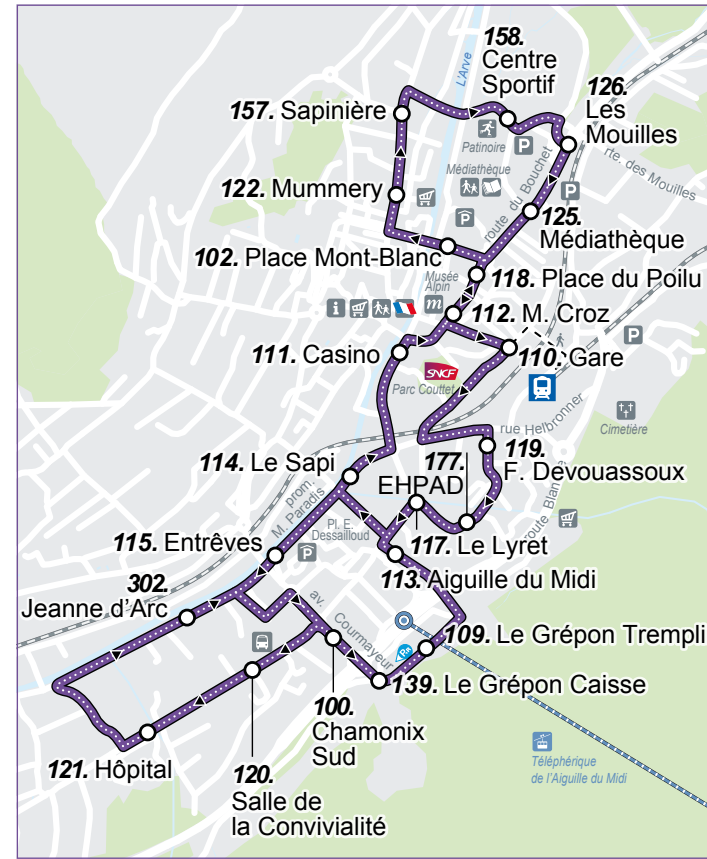 158. Centre
Sportif
L'Arve
126.
Les
Mouilles
157. Sapinière
Patinoire
P
Médiathèque
rte. des Mouilles
P
122. Mummery
P
route du Bouchet
125.
Médiathèque
102. Place Mont-Blanc
Musée
Alpin
m
118. Place du Poilu
i
112. M. Croz
P
111. Casino
110. Gare
SNCF
Parc Couttet
rue Helbronner
Cimetière
119.
F. Devouassoux
114. Le Sapi
177.
EHPAD
prom.
M. Paradis
route Blanche
Pl. E.
Dessailloud
P
115. Entrêves
117. Le Lyret
113. Aiguille du Midi
302.
Jeanne d'Arc
av. Courmayeur
109. Le Grépon Trempli
139. Le Grépon Caisse
100.
Chamonix
Sud
121. Hôpital
120.
Salle de
la Convivialité
Téléphérique
de l'Aiguille du Midi